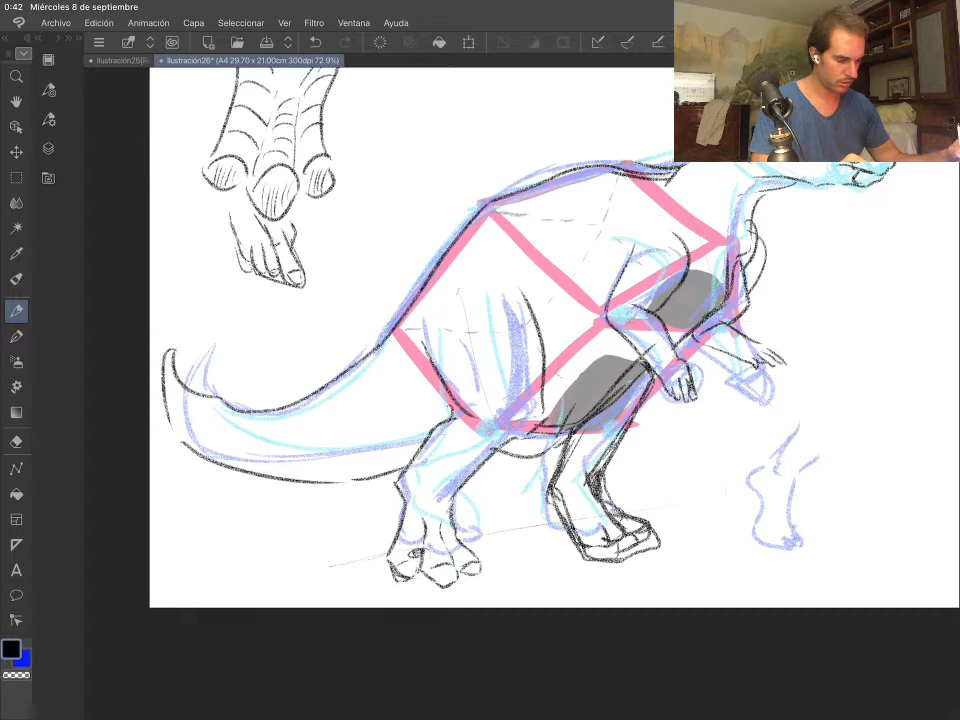 0:42 Miércoles 8 de septiembre
Archivo Edición Animación Capa Seleccionar Ver Filtro Ventana Ayuda
Ilustración25[R Ilustración26* (A4 29.70 x 21.00cm 300dpi 72.9%)